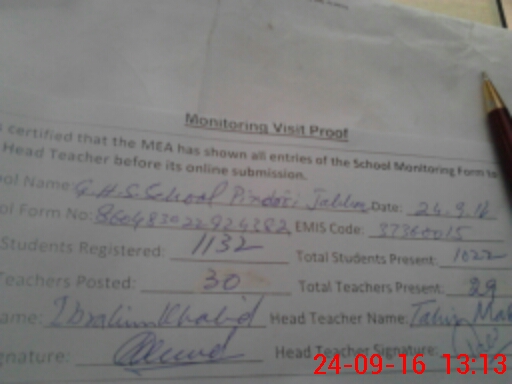 Monitoring Visit Proof
certified that the MEA has shown all entries of the School Monitoring Form to
Head Teacher before its online submission.
ool Name: G.H.S.School Pindori Date: 24.9.16
ol Form No: EMIS Code: 37360015
Students Registered: 1132 Total Students Present: 1022
Teachers Posted: 30 Total Teachers Present: 29
ame: Ibrahim Khalid Head Teacher Name: Tahir
gnature: Head Teacher Signature:
24-09-16 13:13